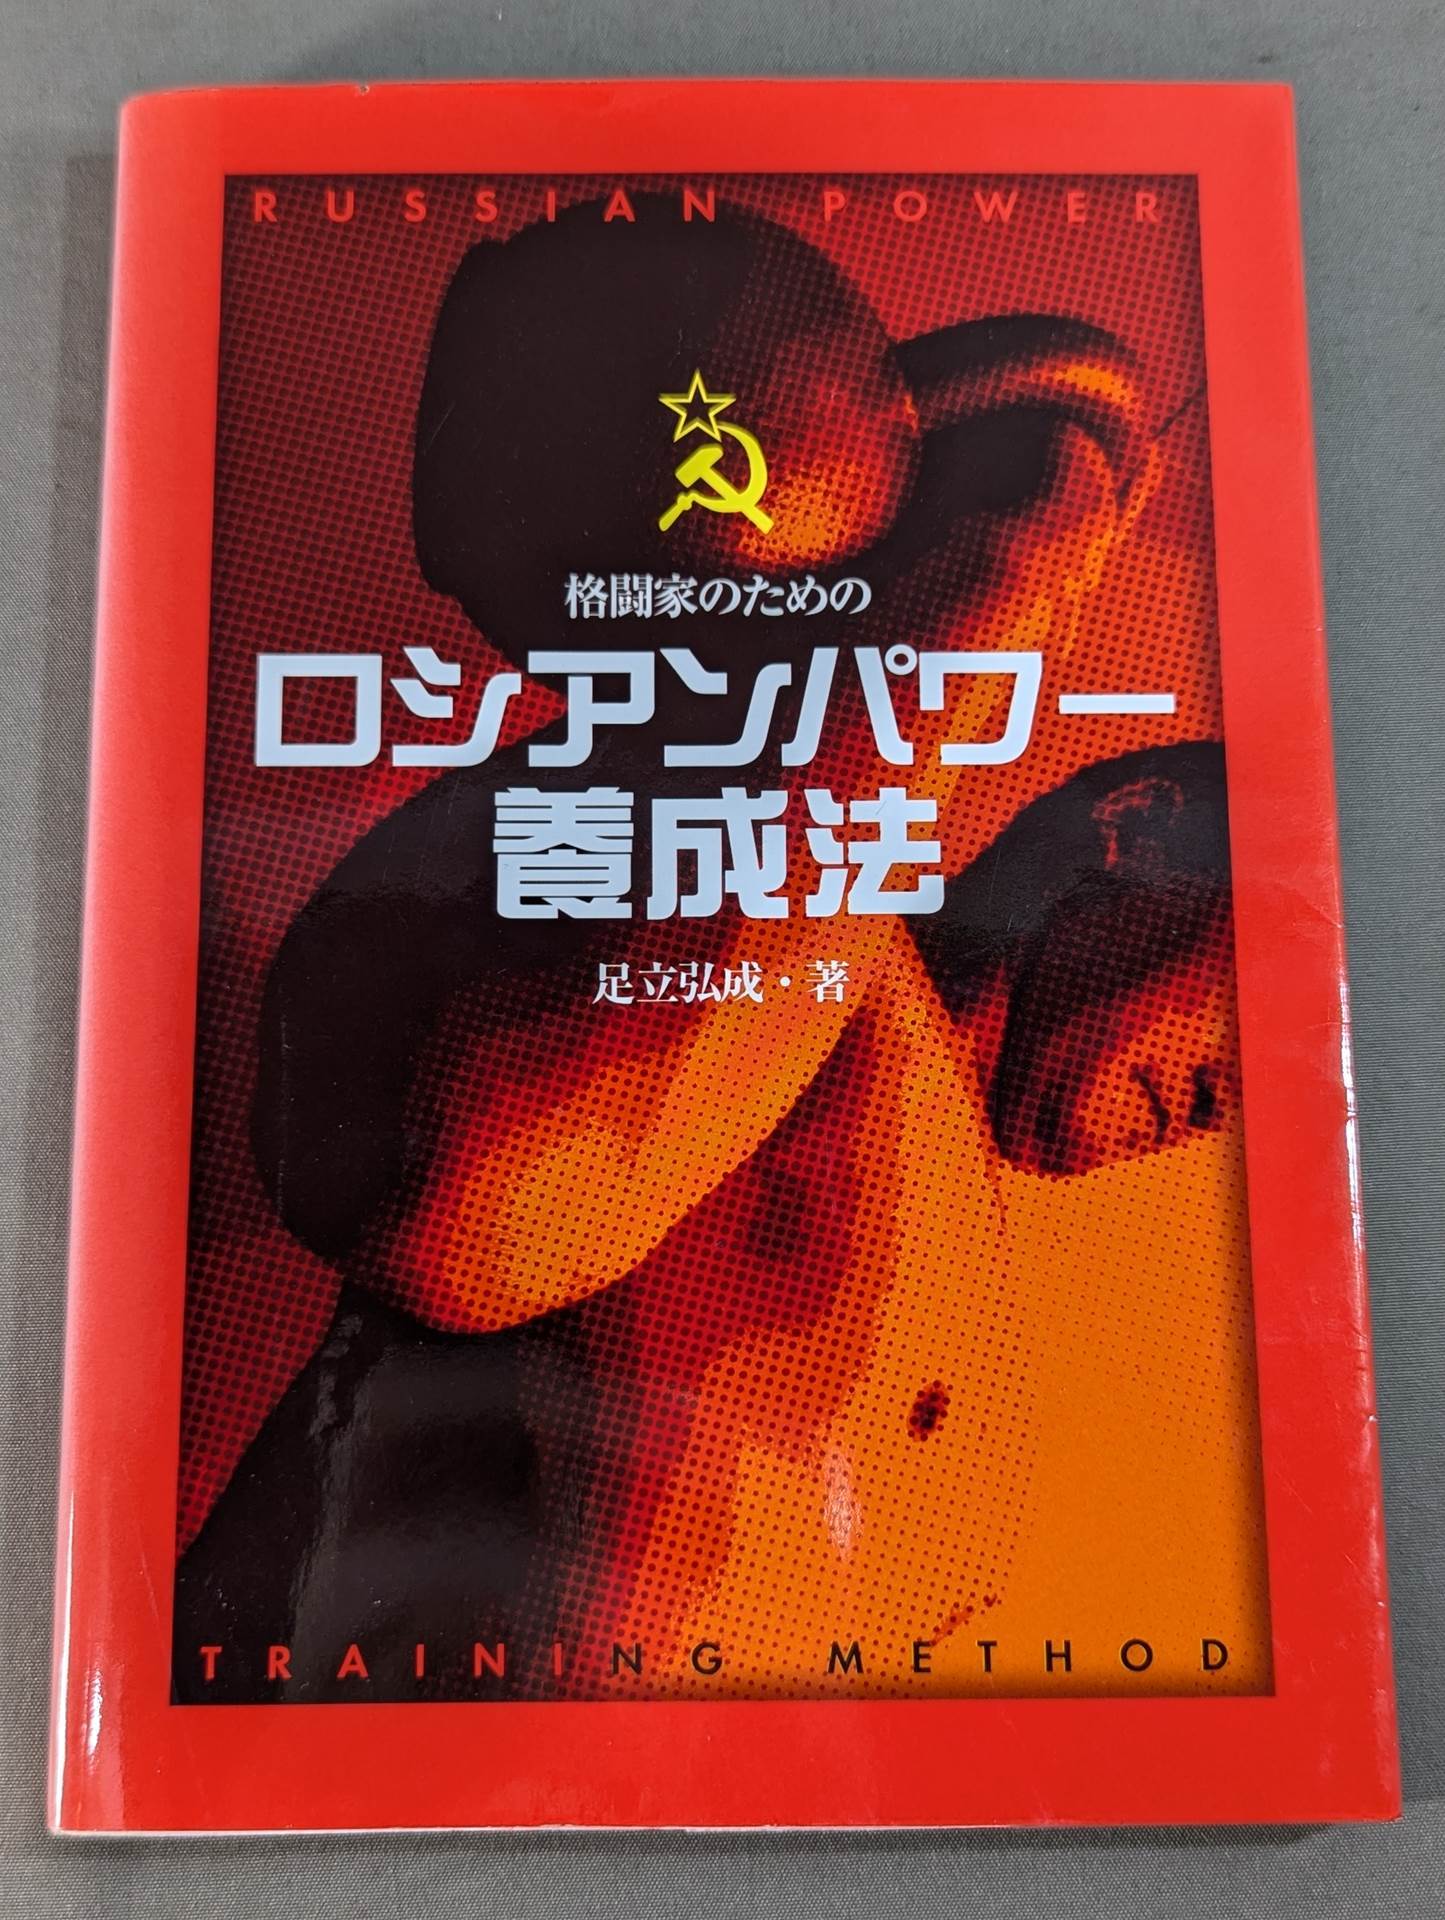 RUSSIAN POWER
格闘家のための
ロシアンパワー
養成法
足立弘成・著
TRAINING METHOD